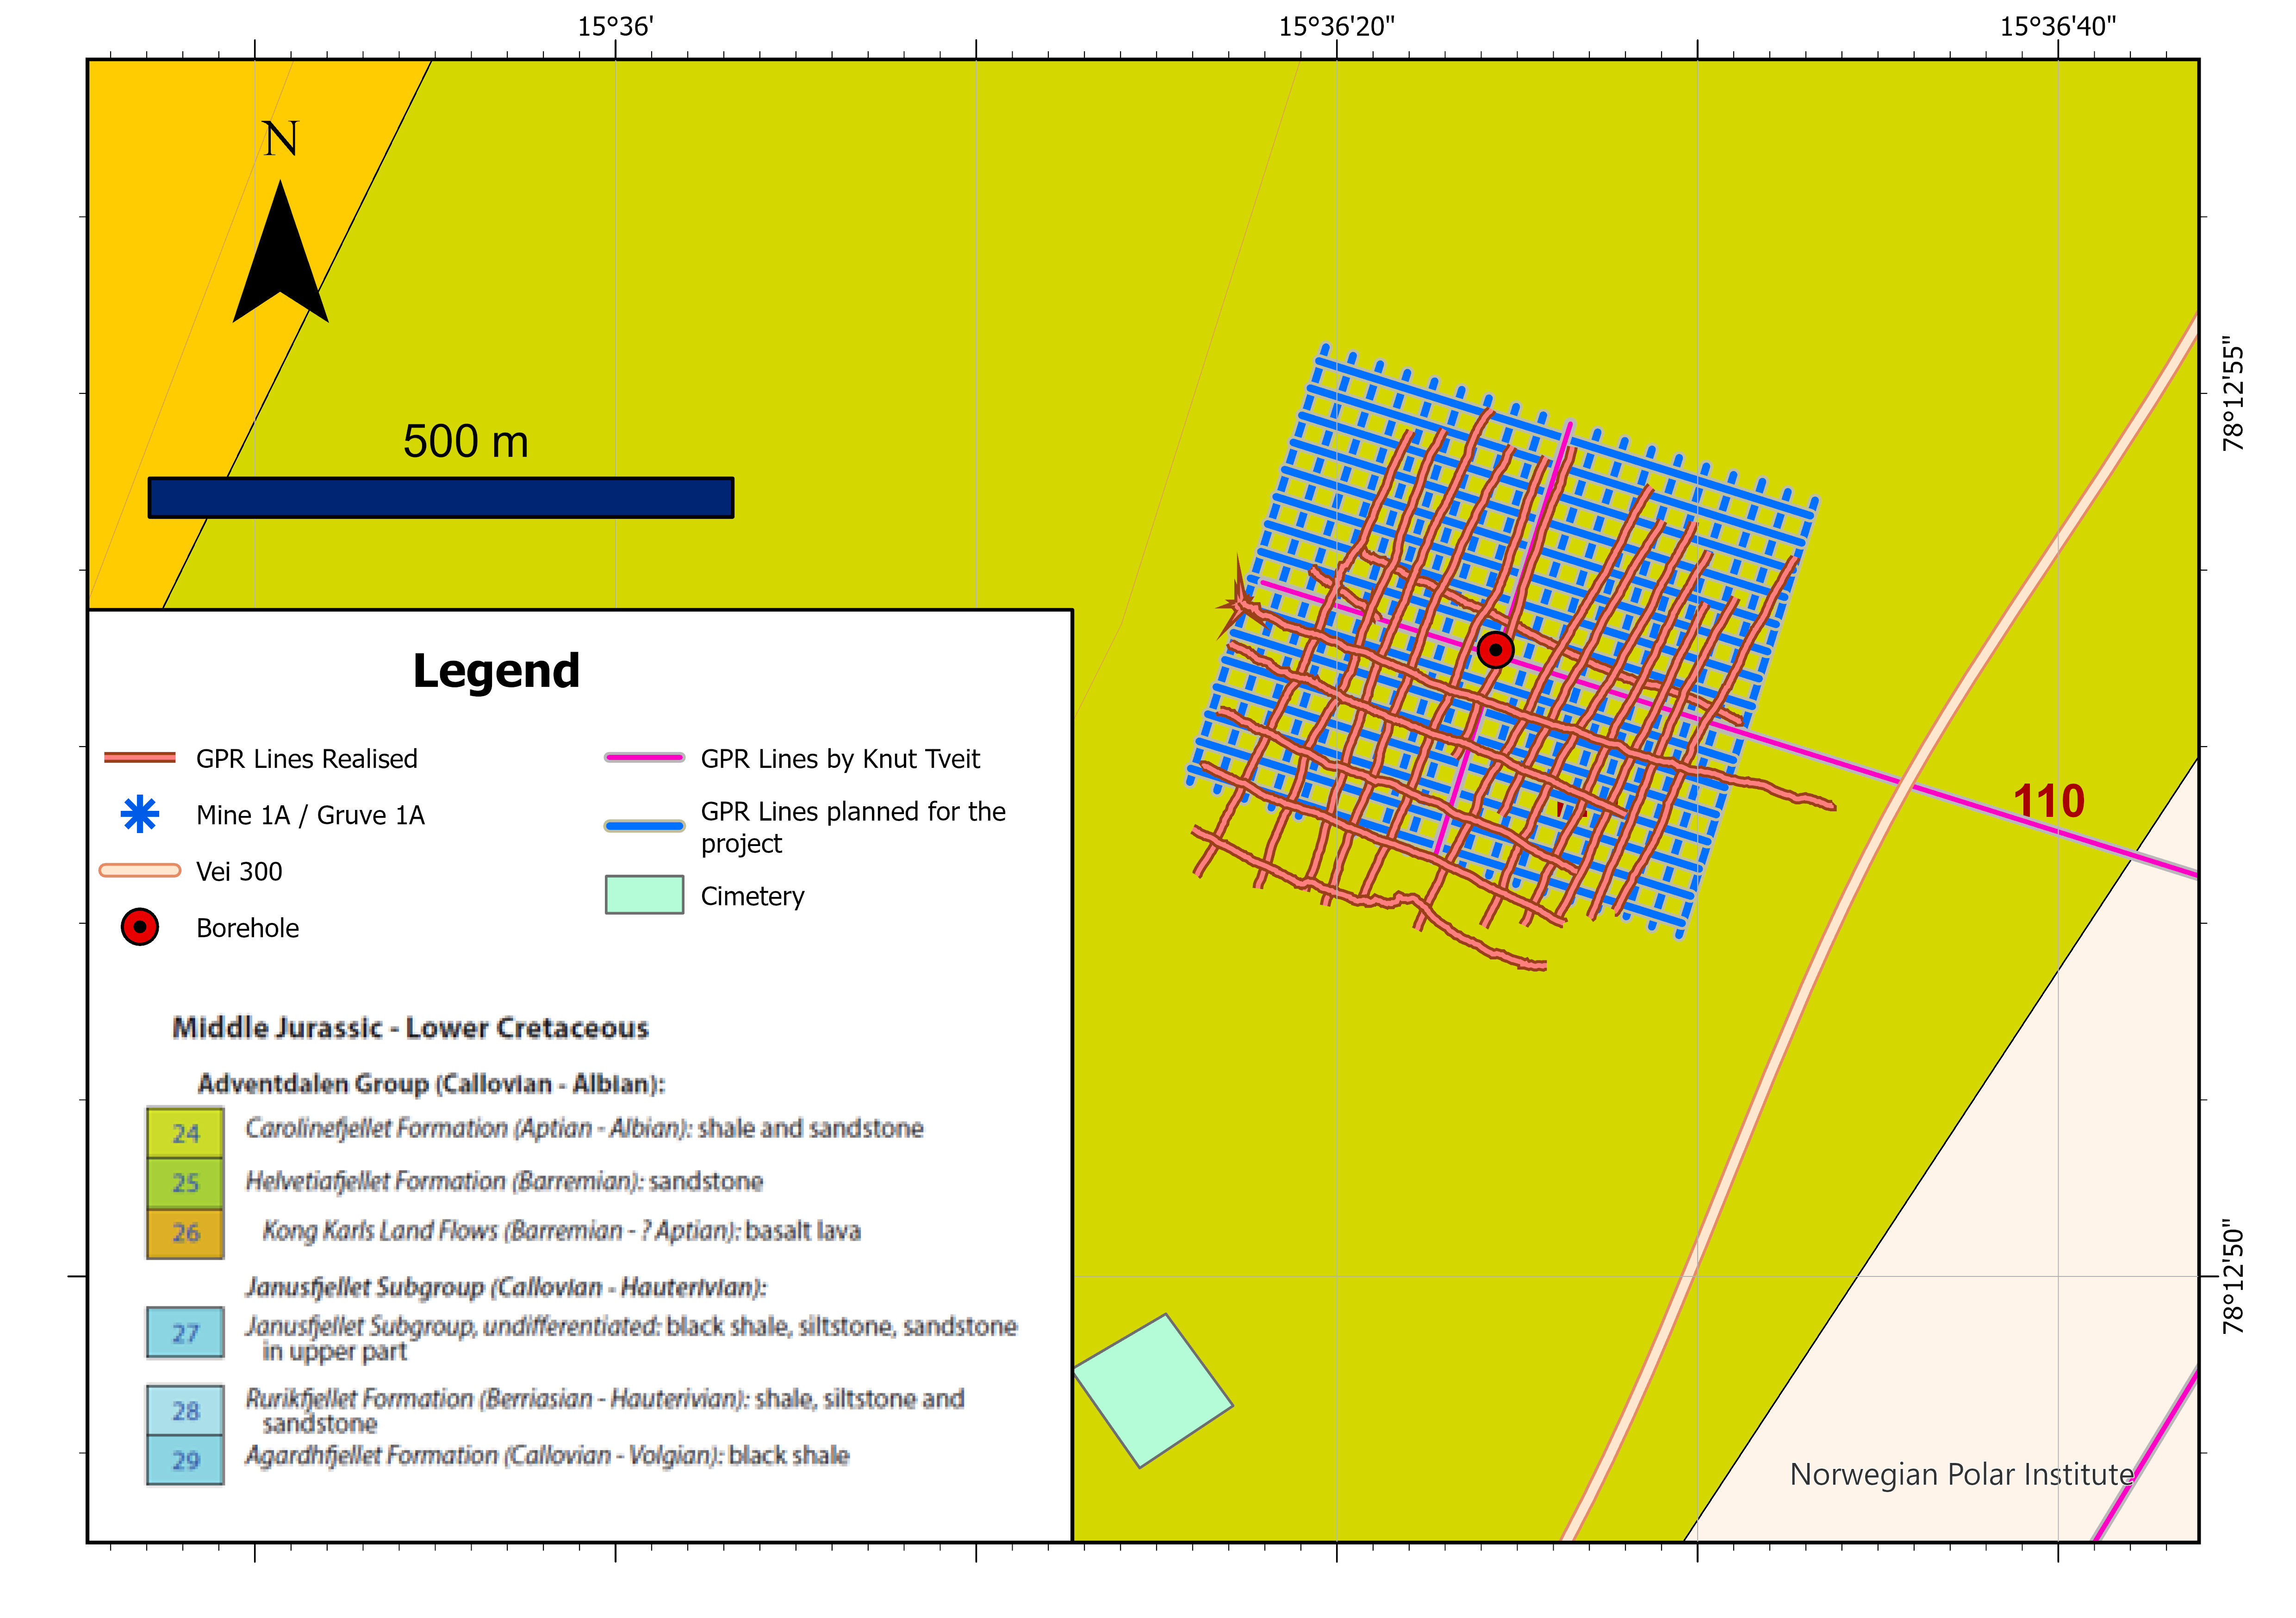 15°36'
15°36'20"
15°36'40"
N
78°12'55"
500 m
Legend
GPR Lines Realised
Mine 1A / Gruve 1A
Vei 300
Borehole
GPR Lines by Knut Tveit
GPR Lines planned for the
project
Cimetery
110
Middle Jurassic - Lower Cretaceous
Adventdalen Group (Callovian - Albian):
24 Carolinefjellet Formation (Aptian - Albian): shale and sandstone
25 Helvetiafjellet Formation (Barremian): sandstone
26 Kong Karls Land Flows (Barremian - ? Aptian): basalt lava
Janusfjellet Subgroup (Callovian - Hauterivian):
27 Janusfjellet Subgroup, undifferentiated: black shale, siltstone, sandstone
in upper part
28 Rurikfjellet Formation (Berriasian - Hauterivian): shale, siltstone and
sandstone
29 Agardhfjellet Formation (Callovian - Volgian): black shale
78°12'50"
Norwegian Polar Institute